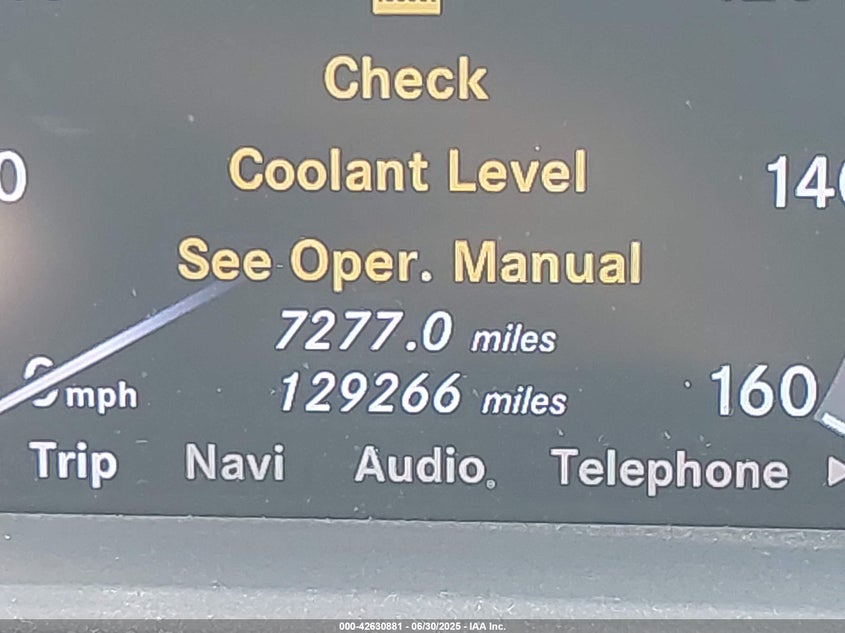 Check
Coolant Level
See Oper. Manual
7277.0 miles
129266 miles
mph
160
Trip Navi Audio Telephone
000-42630881 - 06/30/2025 - IAA Inc.